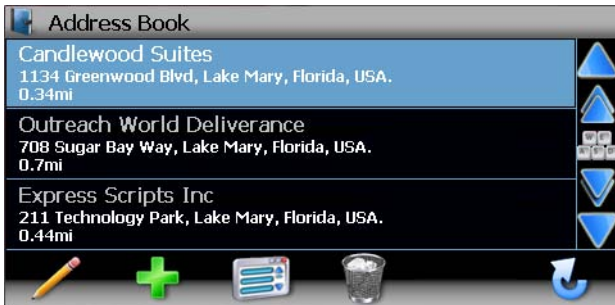 Address Book
Candlewood Suites
1134 Greenwood Blvd, Lake Mary, Florida, USA.
0.34mi
Outreach World Deliverance
708 Sugar Bay Way, Lake Mary, Florida, USA.
0.7mi
Express Scripts Inc
211 Technology Park, Lake Mary, Florida, USA.
0.44mi